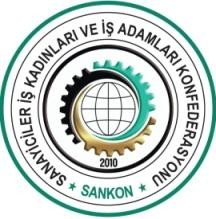 SANAYİCİLER İŞ KADINLARI VE İŞ ADAMLARI KONFEDERASYONU
2010
SANKON